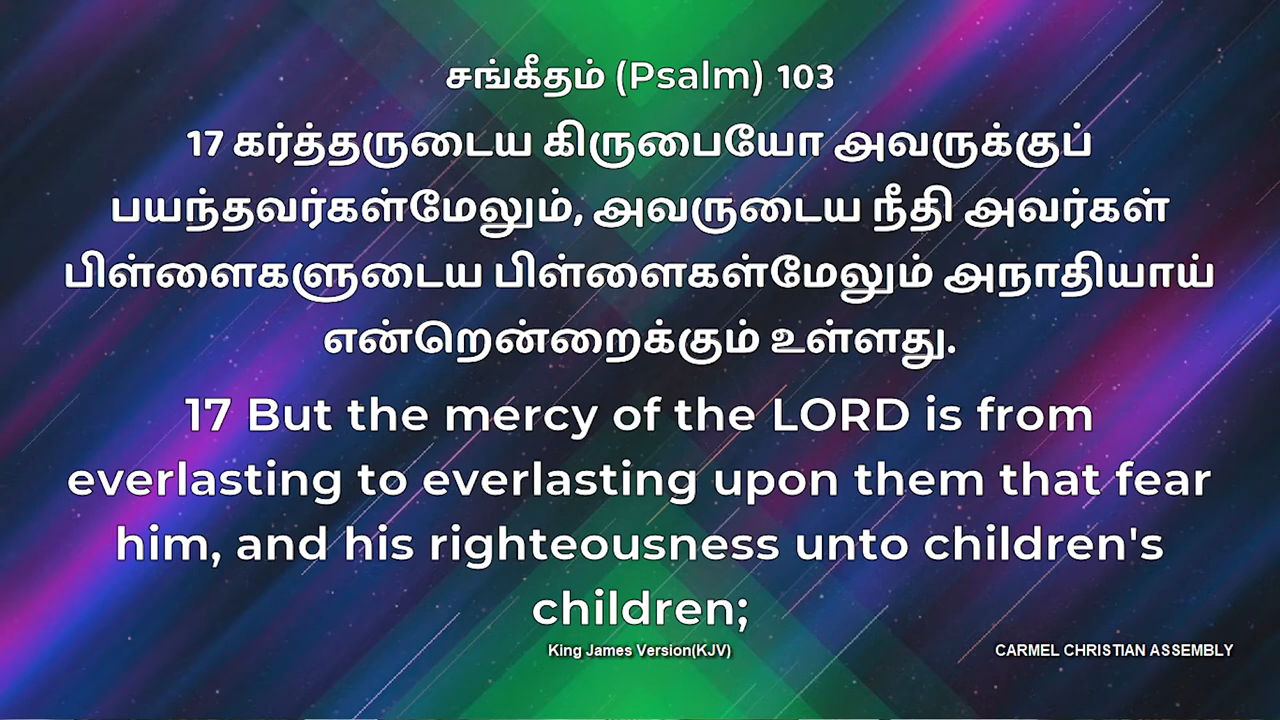 சங்கீதம் (Psalm) 103
17 கர்த்தருடைய கிருபையோ அவருக்குப்
பயந்தவர்கள்மேலும், அவருடைய நீதி அவர்கள்
பிள்ளைகளுடைய பிள்ளைகள்மேலும் அநாதியாய்
என்றென்றைக்கும் உள்ளது.
17 But the mercy of the LORD is from
everlasting to everlasting upon them that fear
him, and his righteousness unto children's
children;
King James Version(KJV)
CARMEL CHRISTIAN ASSEMBLY